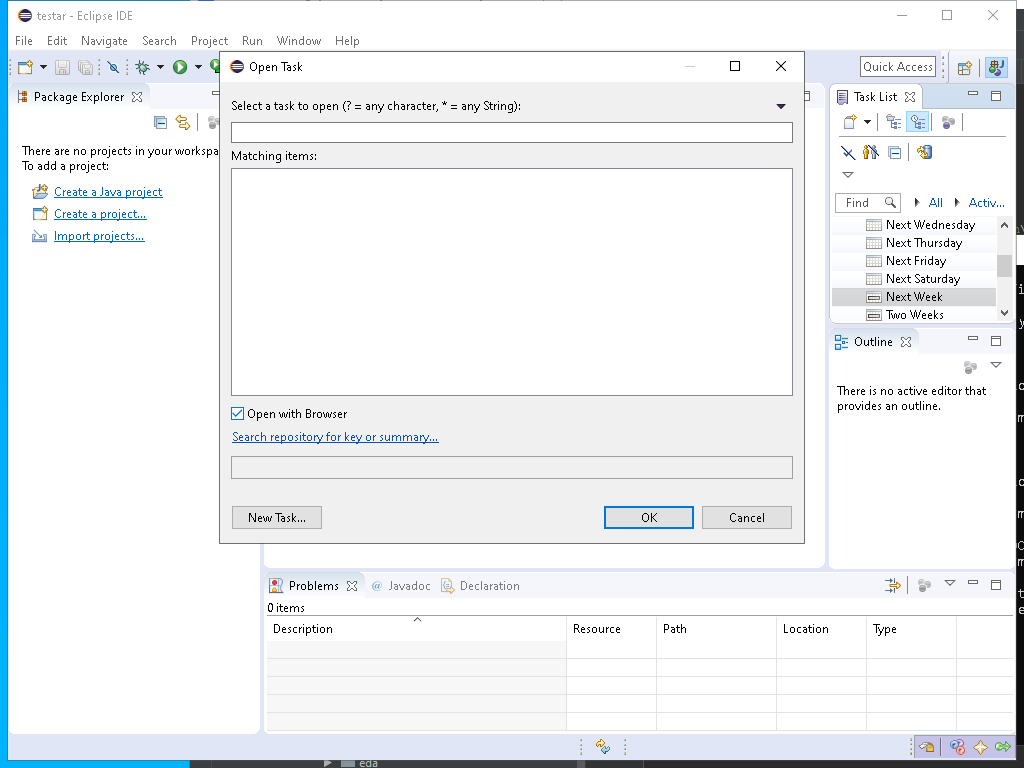 testar - Eclipse IDE
File Edit Navigate Search Project Run Window Help
Quick Access
Package Explorer
There are no projects in your workspa
To add a project:
Create a Java project
Create a project...
Import projects...
Open Task
Select a task to open (? = any character, * = any String):
Matching items:
Open with Browser
Search repository for key or summary...
New Task...
OK
Cancel
Task List
Find
All
Activ...
Next Wednesday
Next Thursday
Next Friday
Next Saturday
Next Week
Two Weeks
Outline
There is no active editor that
provides an outline.
Problems @ Javadoc Declaration
0 items
Description Resource Path Location Type
eda